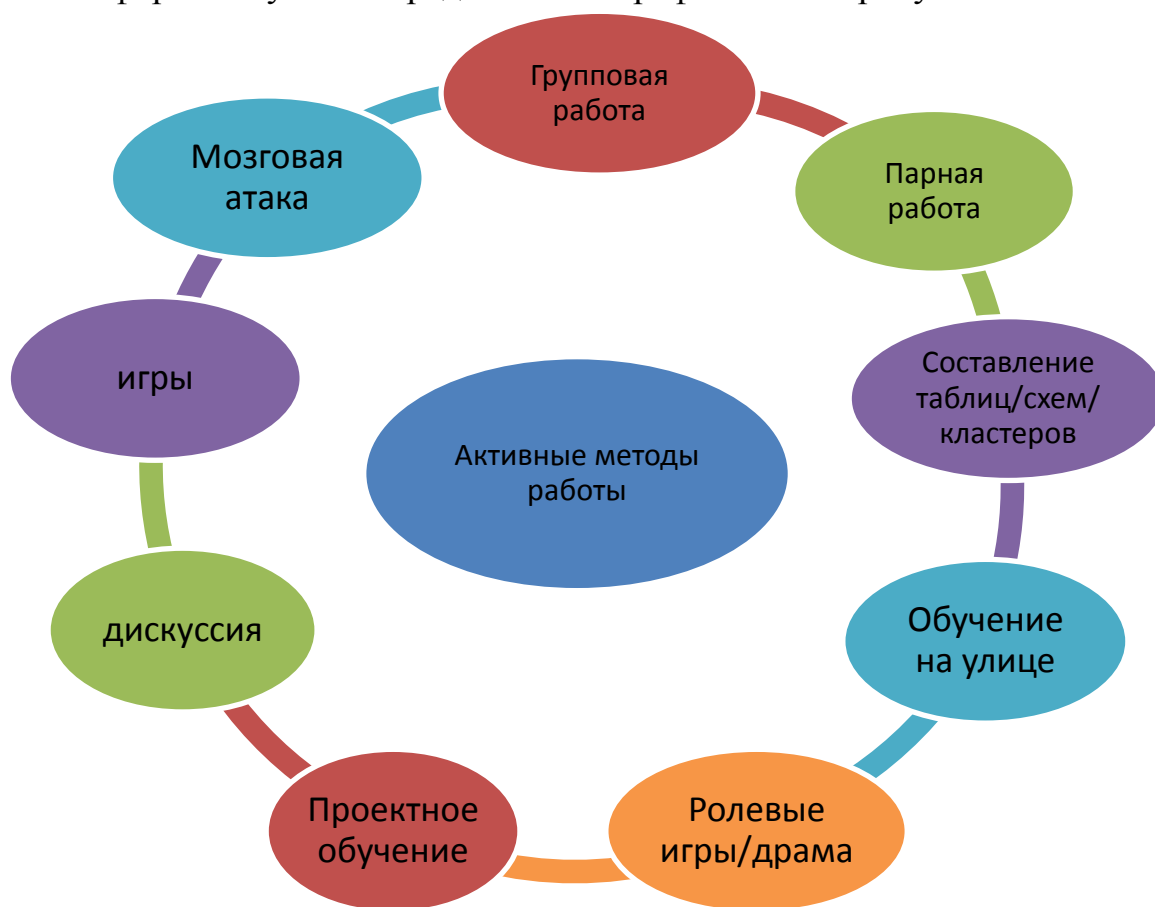 Групповая
работа
Парная
работа
Составление
таблиц/схем/
кластеров
Обучение
на улице
Ролевые
игры/драма
Проектное
обучение
дискуссия
игры
Мозговая
атака
Активные методы
работы